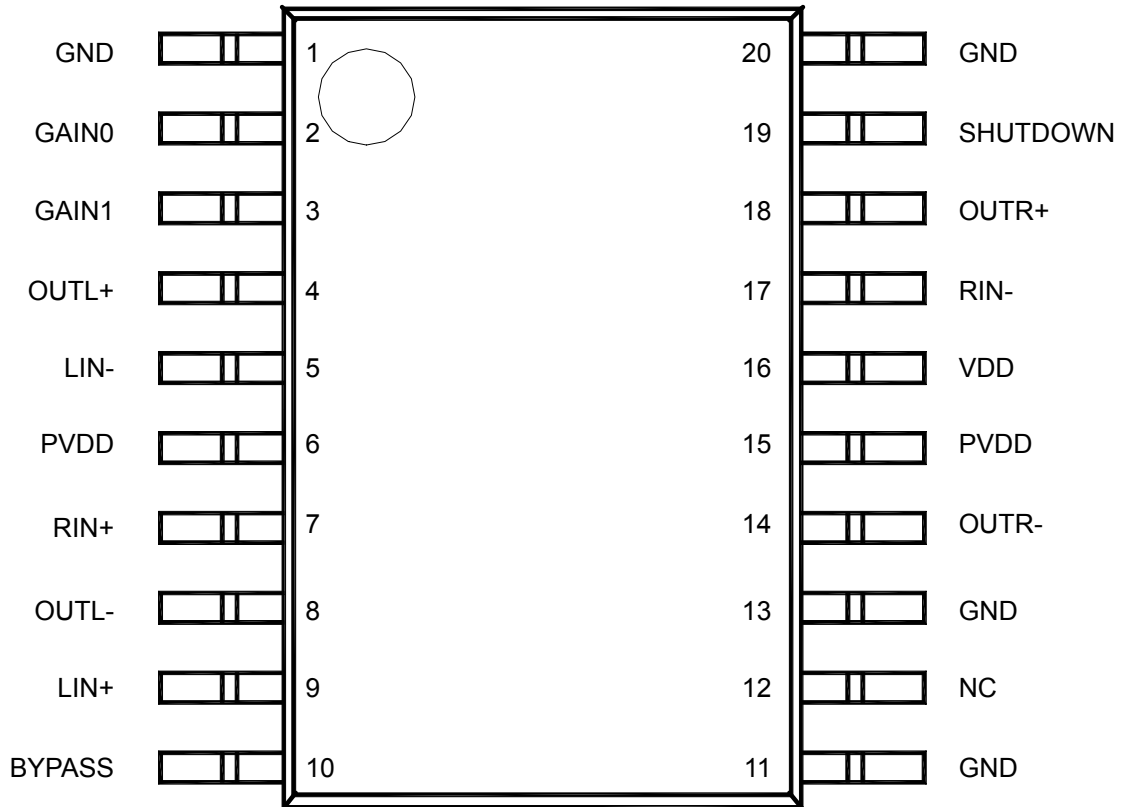 GND 1 20 GND
GAIN0 2 19 SHUTDOWN
GAIN1 3 18 OUTR+
OUTL+ 4 17 RIN-
LIN- 5 16 VDD
PVDD 6 15 PVDD
RIN+ 7 14 OUTR-
OUTL- 8 13 GND
LIN+ 9 12 NC
BYPASS 10 11 GND